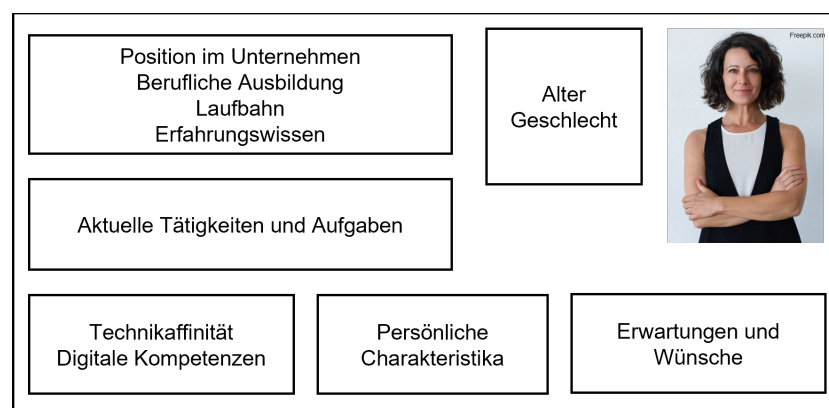 Position im Unternehmen
Berufliche Ausbildung
Laufbahn
Erfahrungswissen
Alter
Geschlecht
Freepik.com
Aktuelle Tätigkeiten und Aufgaben
Technikaffinität
Digitale Kompetenzen
Persönliche
Charakteristika
Erwartungen und
Wünsche